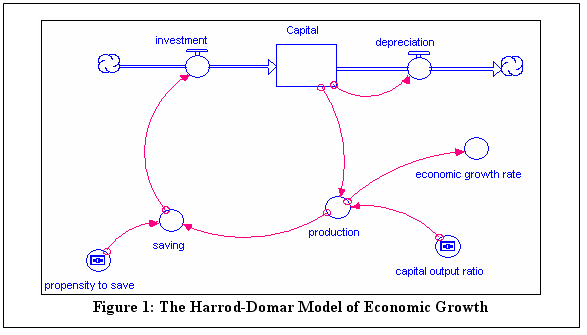 Capital
investment
depreciation
economic growth rate
production
saving
capital output ratio
propensity to save
Figure 1: The Harrod-Domar Model of Economic Growth